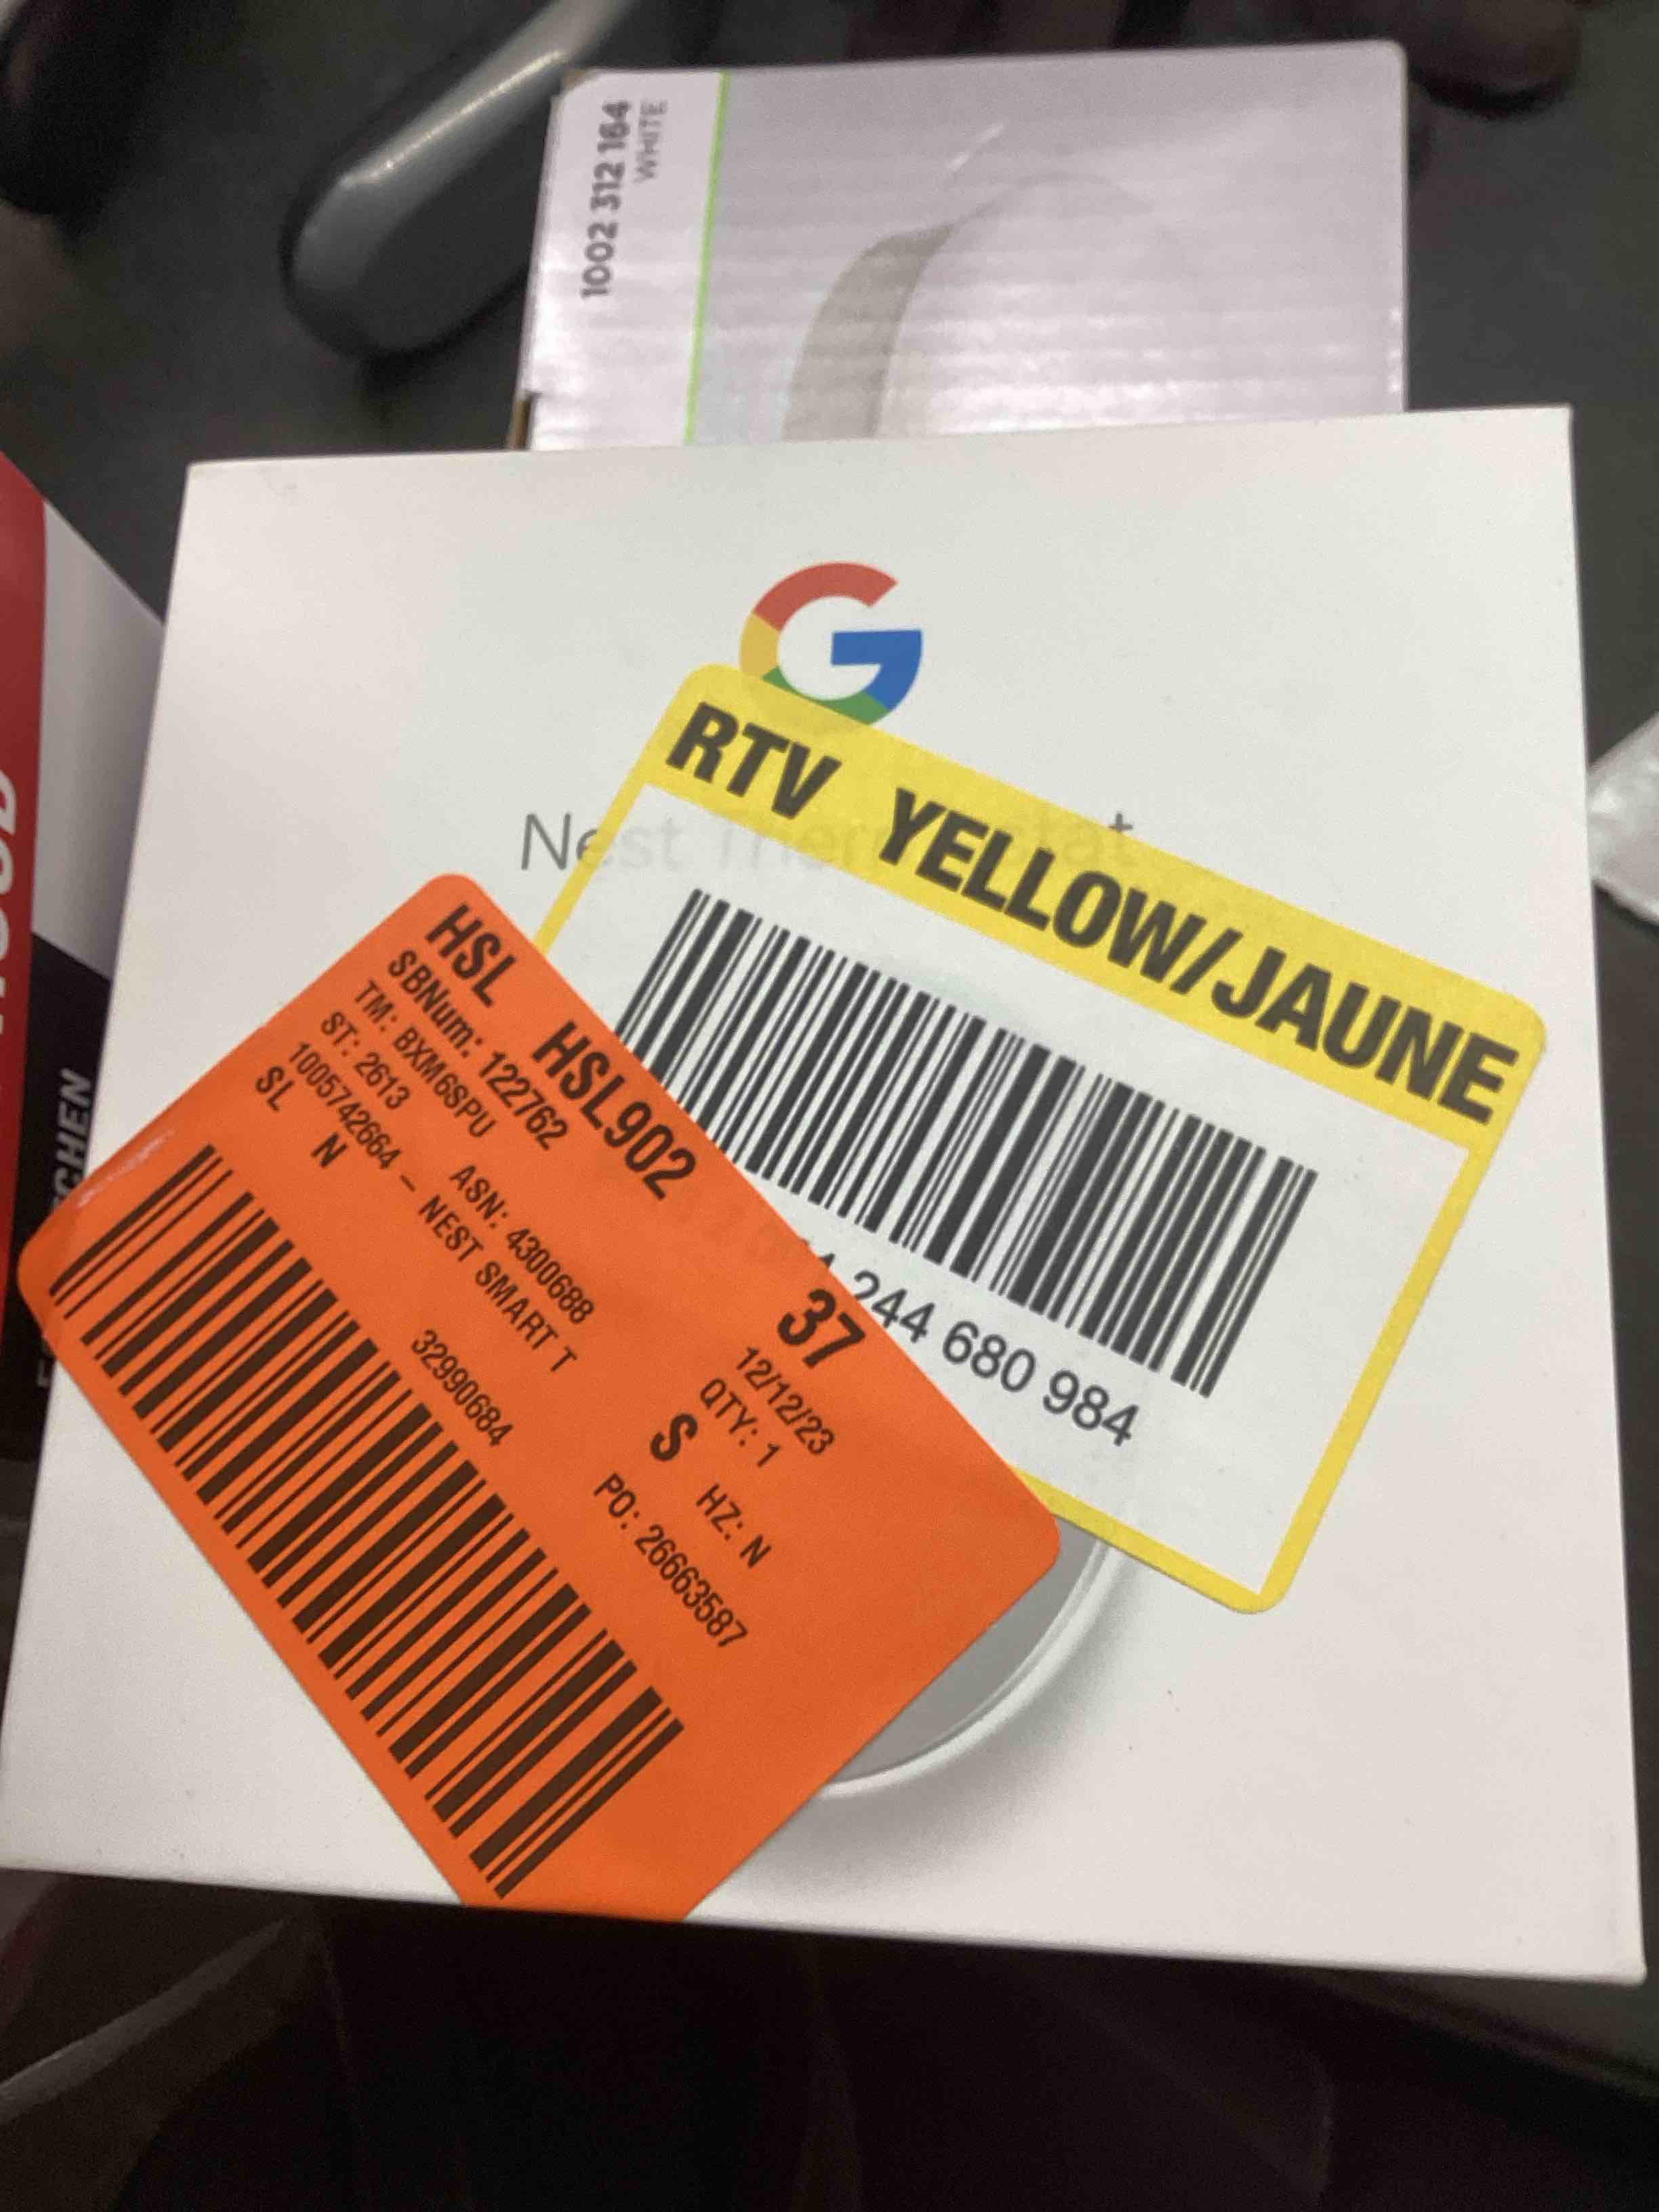 1002 312 164
WHITE
G
Nest Thermostat
RTV YELLOW/JAUNE
244 680 984
HSL HSL902 37
SBNum: 122762 12/12/23
TM: BXM6SPU QTY: 1 HZ: N
ST: 2613 ASN: 4300688 S PO: 26663587
1005742664 – NEST SMART T
SL N 32990684